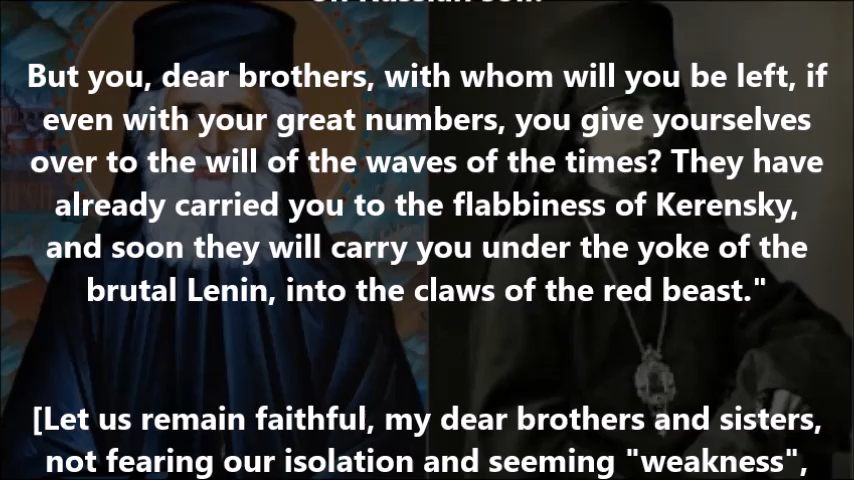 on Russian soil.
But you, dear brothers, with whom will you be left, if
even with your great numbers, you give yourselves
over to the will of the waves of the times? They have
already carried you to the flabbiness of Kerensky,
and soon they will carry you under the yoke of the
brutal Lenin, into the claws of the red beast."
[Let us remain faithful, my dear brothers and sisters,
not fearing our isolation and seeming "weakness",